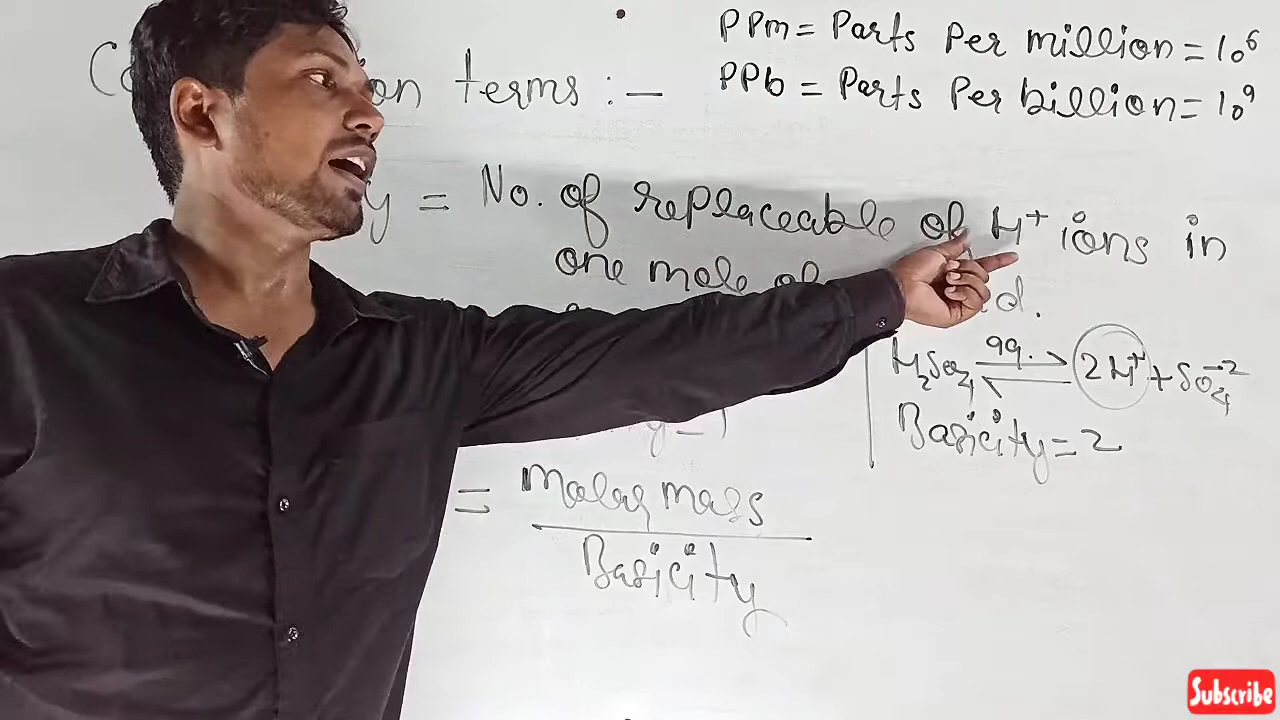 PPm = Parts Per million = 10⁶
terms :-
PPb = Parts Per billion = 10⁹
y = No. of replaceable of H⁺ ions in
one mole of
H₂SO₄ aq. ⇌ 2H⁺ + SO₄⁻²
Basicity = 2
= Molar mass
Basicity
Subscribe